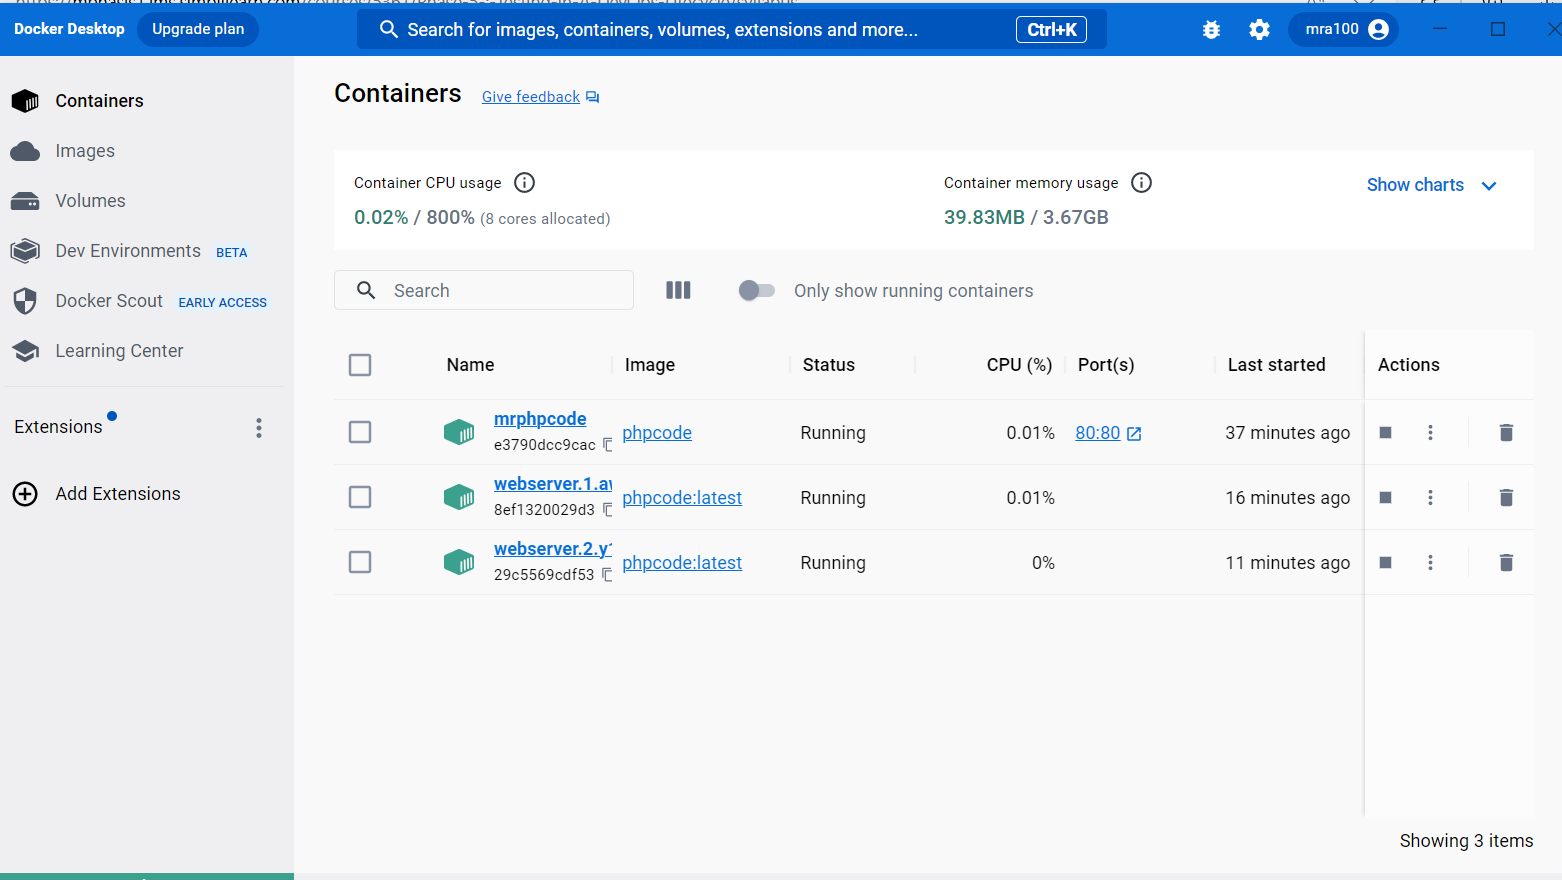 Docker Desktop Upgrade plan Search for images, containers, volumes, extensions and more... Ctrl+K mra100
Containers
Images
Volumes
Dev Environments BETA
Docker Scout EARLY ACCESS
Learning Center
Extensions
Add Extensions
Containers Give feedback
Container CPU usage
0.02% / 800% (8 cores allocated)
Container memory usage
39.83MB / 3.67GB
Show charts
Search
Only show running containers
Name Image Status CPU (%) Port(s) Last started Actions
mrphpcode
e3790dcc9cac
phpcode Running 0.01% 80:80 37 minutes ago
webserver.1.a
8ef1320029d3
phpcode:latest Running 0.01% 16 minutes ago
webserver.2.y
29c5569cdf53
phpcode:latest Running 0% 11 minutes ago
Showing 3 items